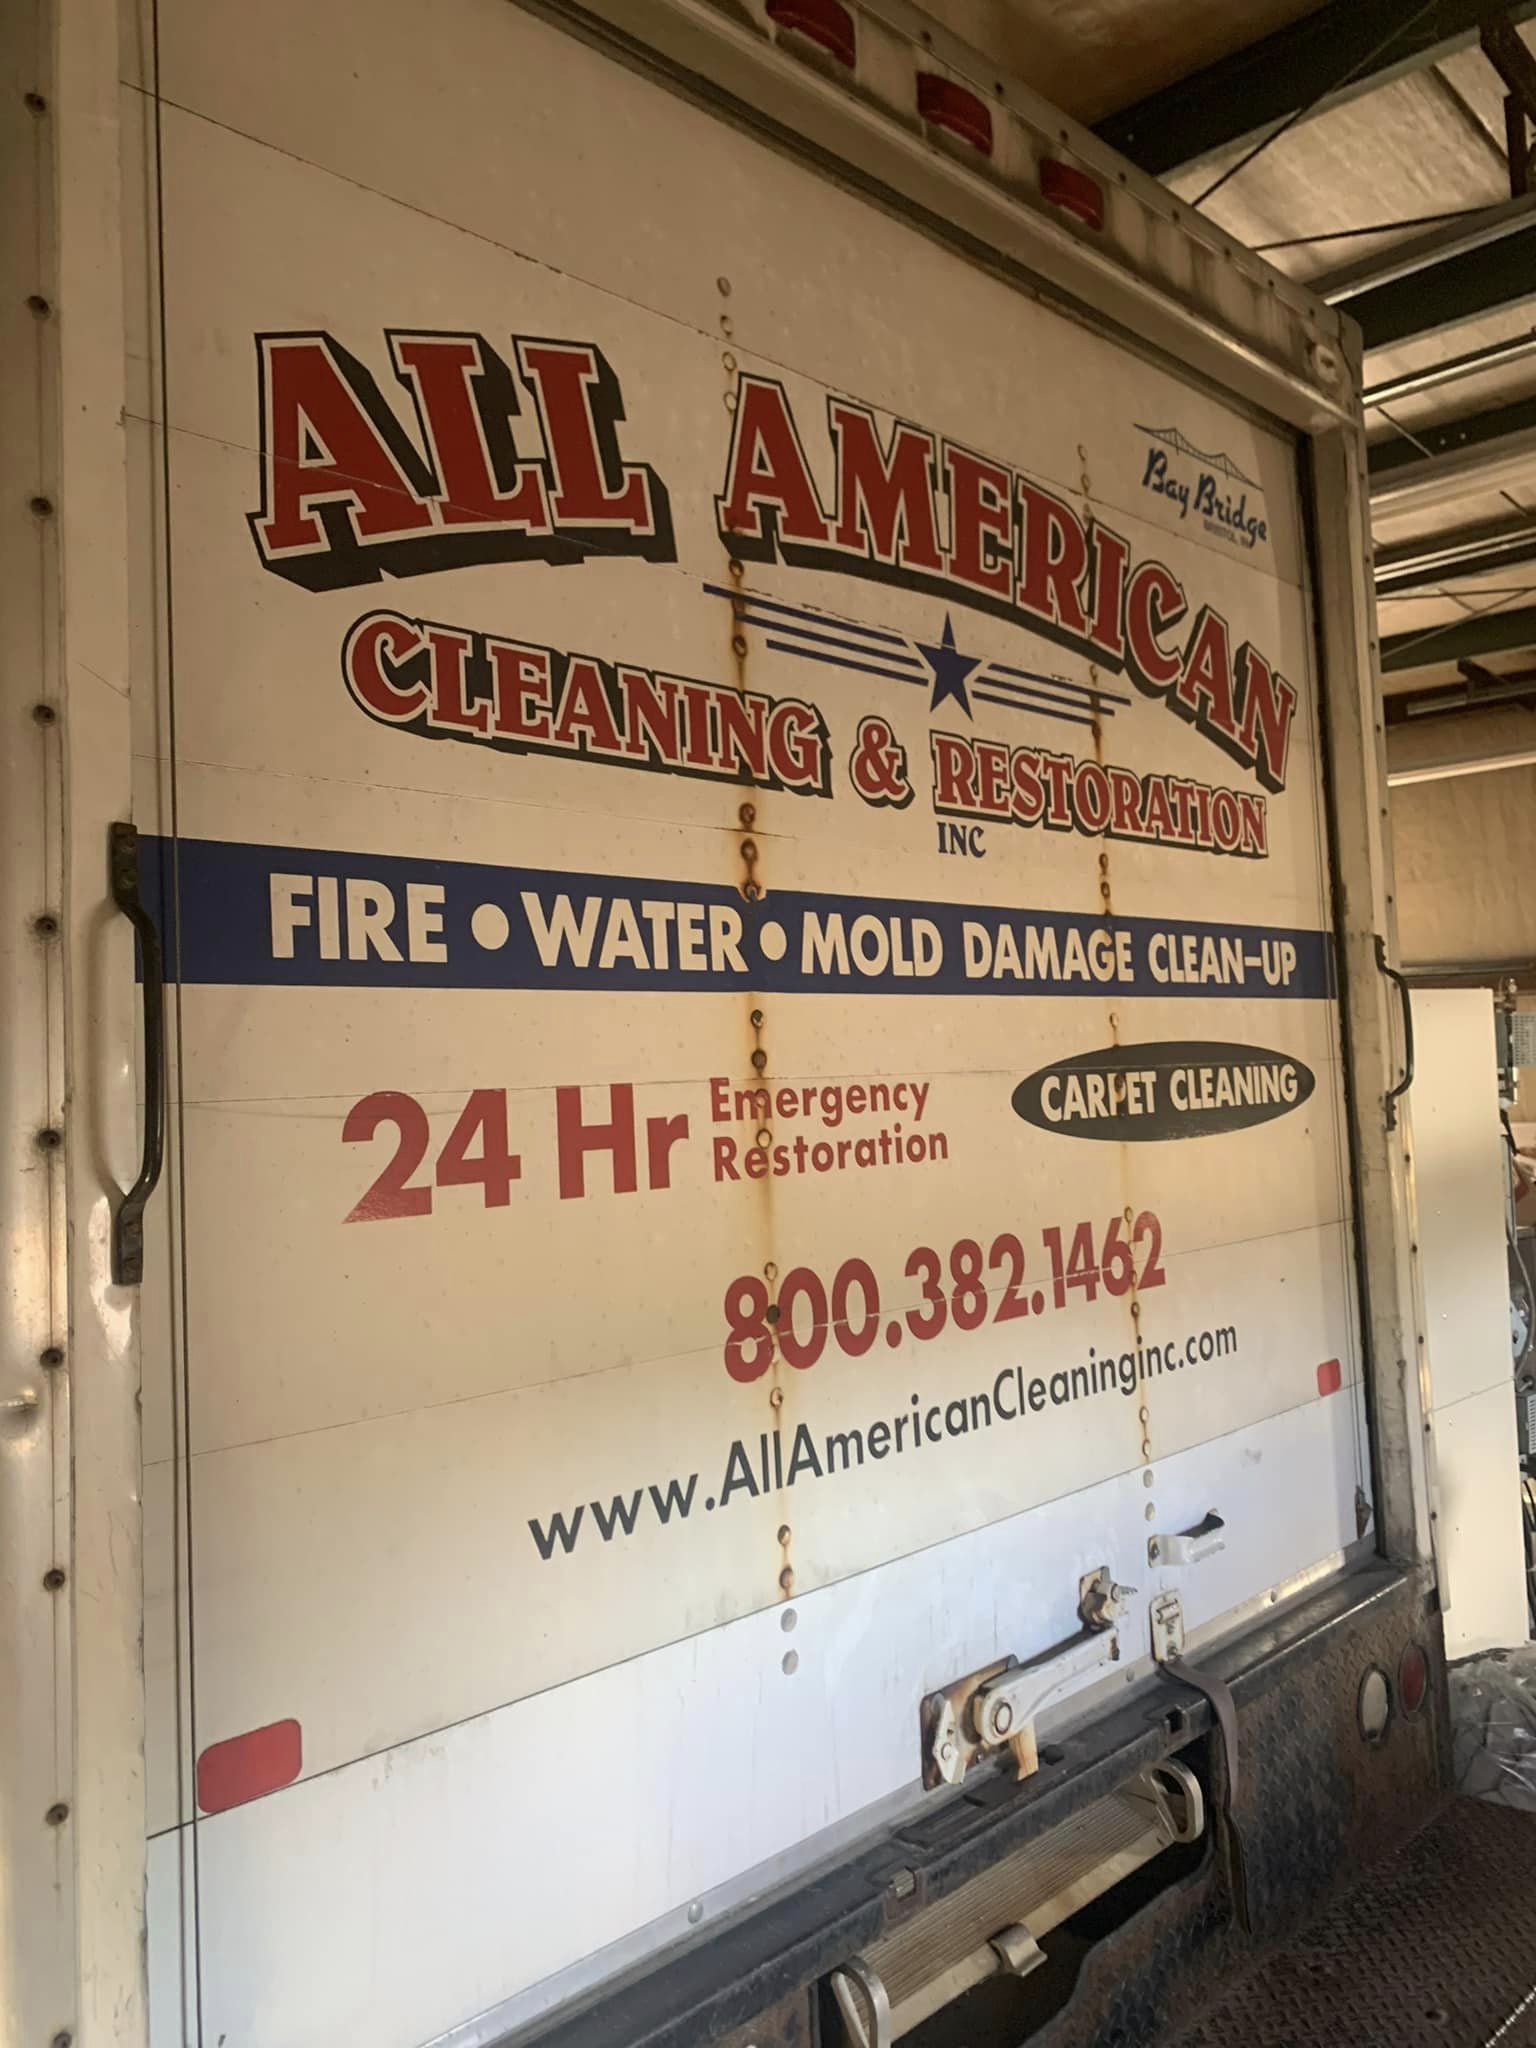 ALL AMERICAN
Bay Bridge
CLEANING & RESTORATION
INC
FIRE • WATER • MOLD DAMAGE CLEAN-UP
24 Hr Emergency
Restoration
CARPET CLEANING
800.382.1462
www.AllAmericanCleaninginc.com